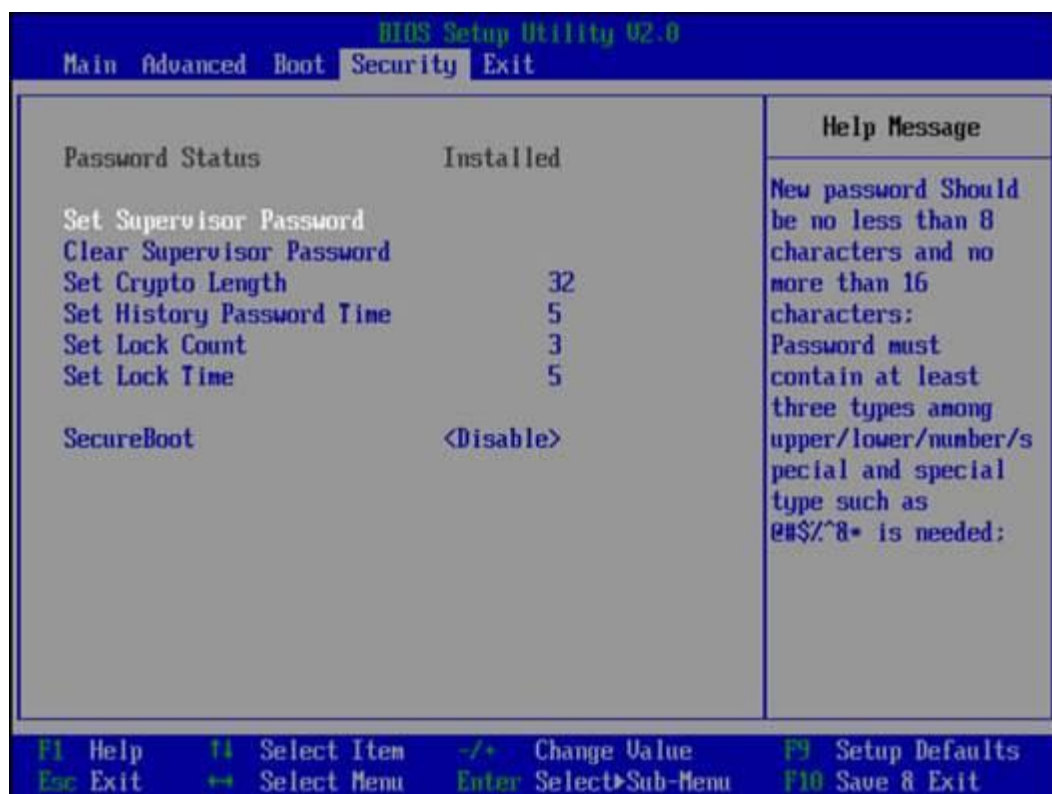 BIOS Setup Utility V2.0
Main Advanced Boot Security Exit
Password Status Installed
Set Supervisor Password
Clear Supervisor Password
Set Crypto Length 32
Set History Password Time 5
Set Lock Count 3
Set Lock Time 5
SecureBoot <Disable>
Help Message
New password Should
be no less than 8
characters and no
more than 16
characters;
Password must
contain at least
three types among
upper/lower/number/s
pecial and special
type such as
@#$%^&* is needed;
F1 Help ↑↓ Select Item -/+ Change Value F9 Setup Defaults
Esc Exit ↔ Select Menu Enter Select▶Sub-Menu F10 Save & Exit